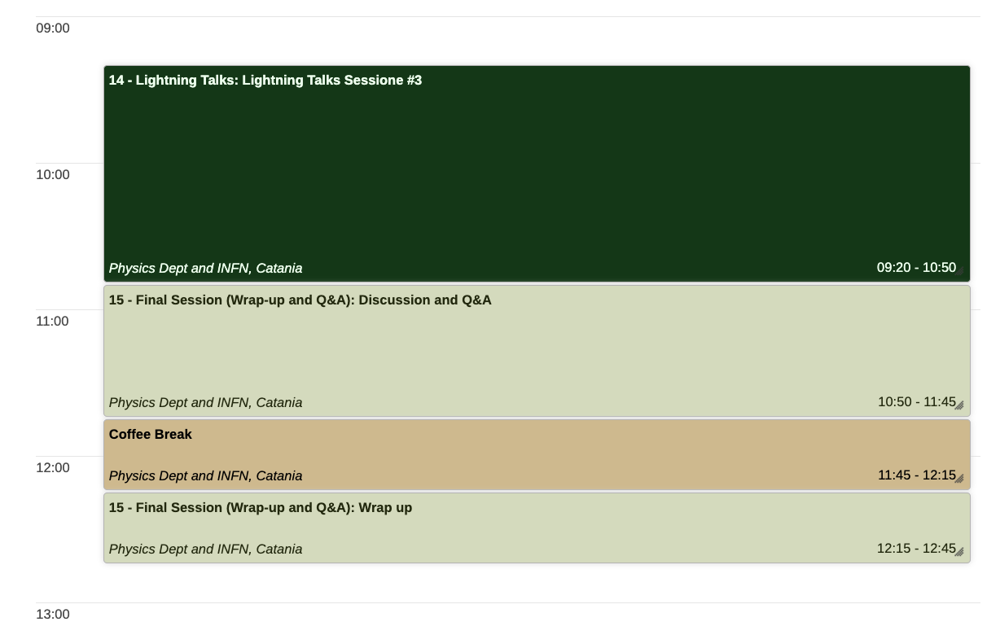 09:00
14 - Lightning Talks: Lightning Talks Sessione #3
10:00
Physics Dept and INFN, Catania 09:20 - 10:50
15 - Final Session (Wrap-up and Q&A): Discussion and Q&A
11:00
Physics Dept and INFN, Catania 10:50 - 11:45
Coffee Break
12:00
Physics Dept and INFN, Catania 11:45 - 12:15
15 - Final Session (Wrap-up and Q&A): Wrap up
Physics Dept and INFN, Catania 12:15 - 12:45
13:00